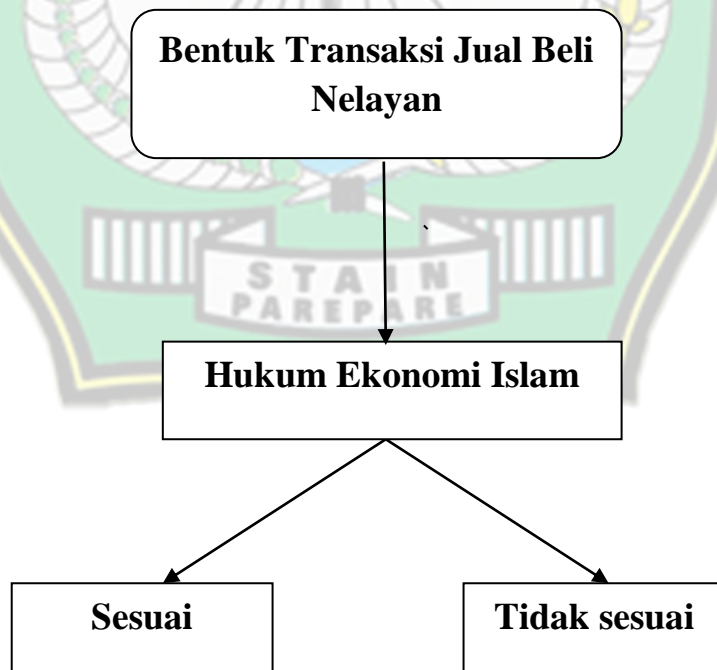 Bentuk Transaksi Jual Beli
Nelayan
STAIN
PAREPARE
Hukum Ekonomi Islam
Sesuai
Tidak sesuai